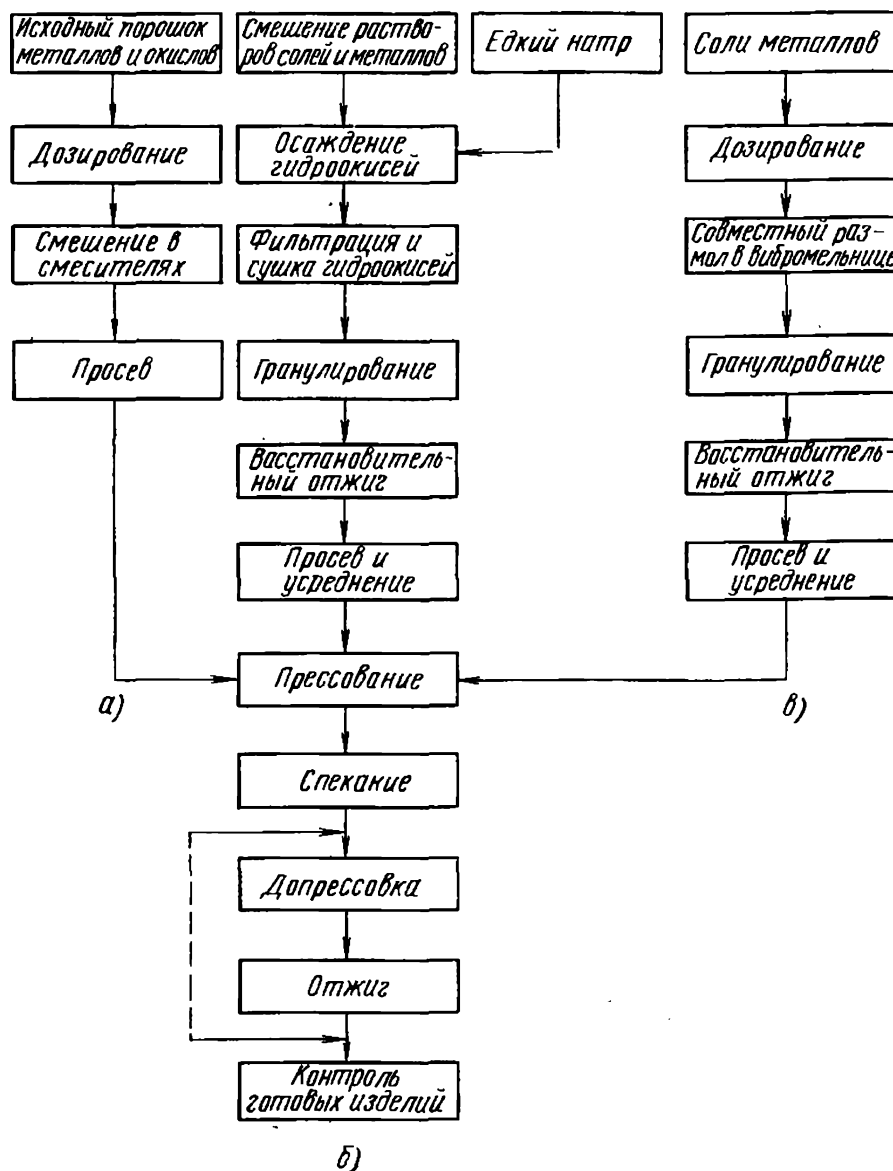 Исходный порошок
металлов и окислов
Дозирование
Смешение в
смесителях
Просев
а)
Смешение раство-
ров солей и металлов
Едкий натр
Осаждение
гидроокисей
Фильтрация и
сушка гидроокисей
Гранулирование
Восстановитель-
ный отжиг
Просев и
усреднение
Соли металлов
Дозирование
Совместный раз-
мол в вибромельнице
Гранулирование
Восстановитель-
ный отжиг
Просев и
усреднение
в)
Прессование
Спекание
Допрессовка
Отжиг
Контроль
готовых изделий
б)